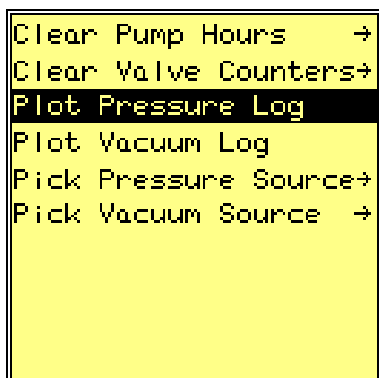 Clear Pump Hours →
Clear Valve Counters→
Plot Pressure Log
Plot Vacuum Log
Pick Pressure Source→
Pick Vacuum Source →